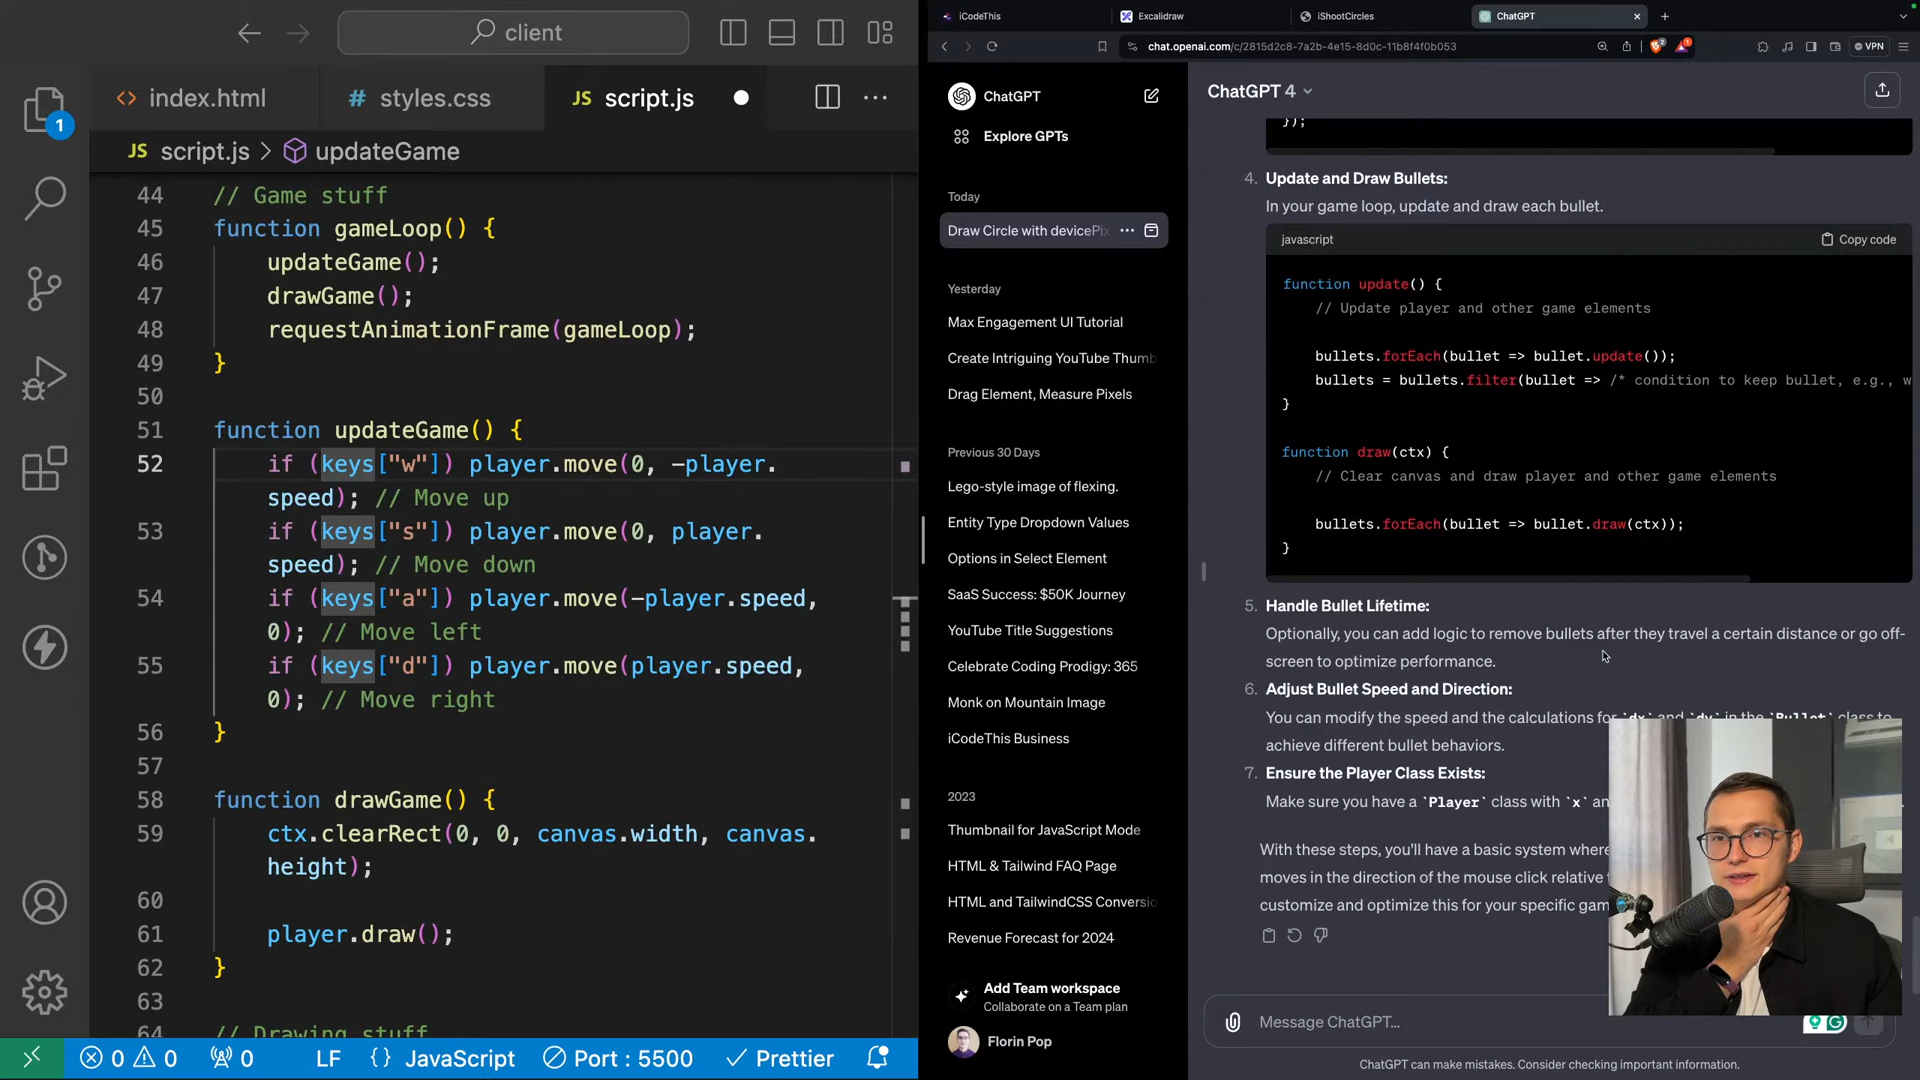 client
index.html
# styles.css
JS script.js
1
JS script.js > updateGame
44 // Game stuff
45 function gameLoop() {
46 updateGame();
47 drawGame();
48 requestAnimationFrame(gameLoop);
49 }
50
51 function updateGame() {
52 if (keys["w"]) player.move(0, -player.
speed); // Move up
53 if (keys["s"]) player.move(0, player.
speed); // Move down
54 if (keys["a"]) player.move(-player.speed,
0); // Move left
55 if (keys["d"]) player.move(player.speed,
0); // Move right
56 }
57
58 function drawGame() {
59 ctx.clearRect(0, 0, canvas.width, canvas.
height);
60
61 player.draw();
62 }
63
64 // Drawing stuff
0 0 0 LF {} JavaScript Port : 5500 Prettier
iCodeThis
Excalidraw
iShootCircles
ChatGPT
chat.openai.com/c/2815d2c8-7a2b-4e15-8d0c-11b8f4f0b053
VPN
ChatGPT
Explore GPTs
Today
Draw Circle with devicePix
Yesterday
Max Engagement UI Tutorial
Create Intriguing YouTube Thumb
Drag Element, Measure Pixels
Previous 30 Days
Lego-style image of flexing.
Entity Type Dropdown Values
Options in Select Element
SaaS Success: $50K Journey
YouTube Title Suggestions
Celebrate Coding Prodigy: 365
Monk on Mountain Image
iCodeThis Business
2023
Thumbnail for JavaScript Mode
HTML & Tailwind FAQ Page
HTML and TailwindCSS Conversio
Revenue Forecast for 2024
Add Team workspace
Collaborate on a Team plan
Florin Pop
ChatGPT 4
});
4. Update and Draw Bullets:
In your game loop, update and draw each bullet.
javascript
Copy code
function update() {
// Update player and other game elements
bullets.forEach(bullet => bullet.update());
bullets = bullets.filter(bullet => /* condition to keep bullet, e.g., w
}
function draw(ctx) {
// Clear canvas and draw player and other game elements
bullets.forEach(bullet => bullet.draw(ctx));
}
5. Handle Bullet Lifetime:
Optionally, you can add logic to remove bullets after they travel a certain distance or go off-
screen to optimize performance.
6. Adjust Bullet Speed and Direction:
You can modify the speed and the calculations for `dx` and `dy` in the `Bullet` class to
achieve different bullet behaviors.
7. Ensure the Player Class Exists:
Make sure you have a `Player` class with `x` an
With these steps, you'll have a basic system where
moves in the direction of the mouse click relative
customize and optimize this for your specific gam
Message ChatGPT...
ChatGPT can make mistakes. Consider checking important information.